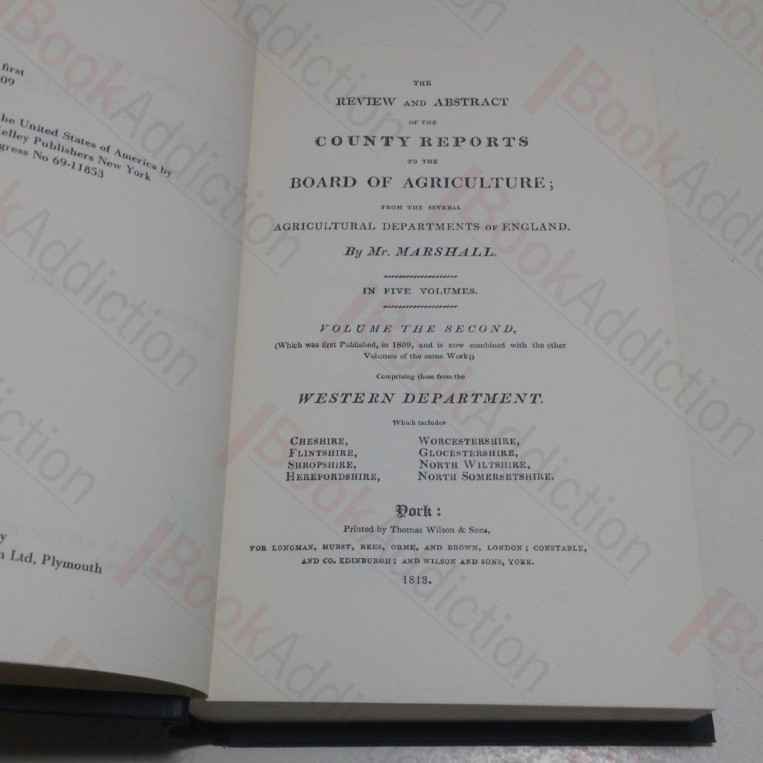 first
09
the United States of America by
Kelley Publishers New York
gress No 69-11853
y
n Ltd, Plymouth
THE
REVIEW AND ABSTRACT
OF THE
COUNTY REPORTS
TO THE
BOARD OF AGRICULTURE;
FROM THE SEVERAL
AGRICULTURAL DEPARTMENTS OF ENGLAND.
By Mr. MARSHALL.
IN FIVE VOLUMES.
VOLUME THE SECOND,
(Which was first Published, in 1809, and is now combined with the other
Volumes of the same Work;)
Comprizing those from the
WESTERN DEPARTMENT.
Which includes
CHESHIRE, WORCESTERSHIRE,
FLINTSHIRE, GLOCESTERSHIRE,
SHROPSHIRE, NORTH WILTSHIRE,
HEREFORDSHIRE, NORTH SOMERSETSHIRE.
York:
Printed by Thomas Wilson & Sons,
FOR LONGMAN, HURST, REES, ORME, AND BROWN, LONDON; CONSTABLE,
AND CO. EDINBURGH; AND WILSON AND SONS, YORK.
1818.
BookAddiction